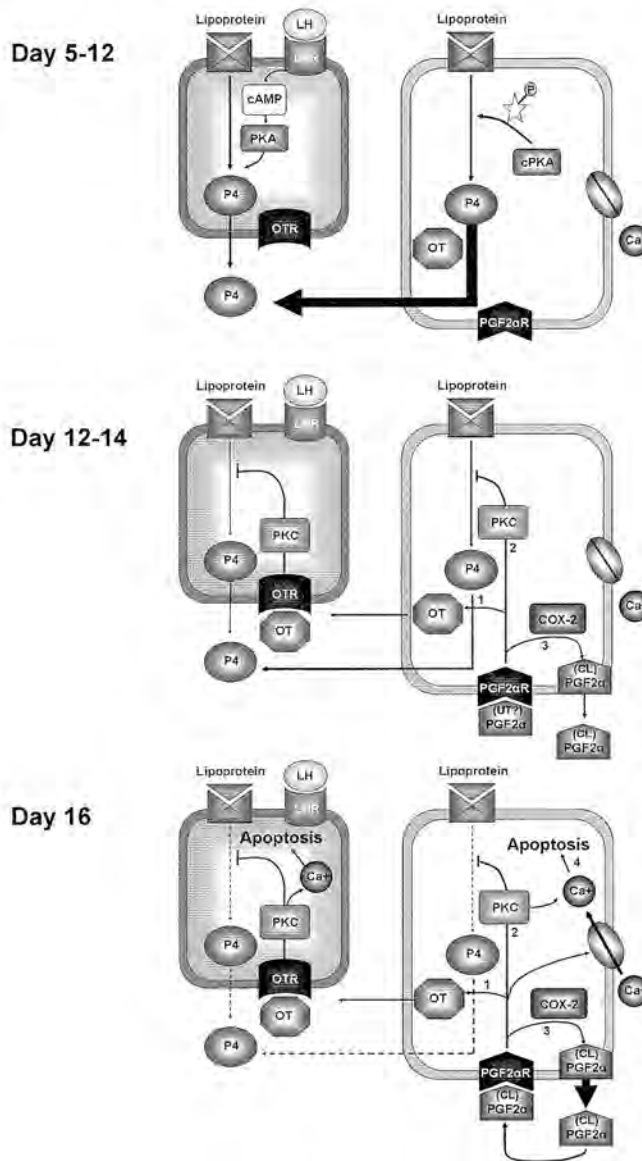 Day 5-12
Lipoprotein
LH
LHR
cAMP
PKA
P4
OTR
P4
Lipoprotein
P
cPKA
P4
OT
Ca
PGF2αR
Day 12-14
Lipoprotein
LH
LHR
PKC
P4
OTR
OT
P4
Lipoprotein
PKC
2
P4
OT
1
COX-2
3
Ca
PGF2αR
(UT?)
PGF2α
(CL)
PGF2α
(CL)
PGF2α
Day 16
Lipoprotein
LH
LHR
Apoptosis
Ca+
PKC
P4
OTR
OT
P4
Lipoprotein
Apoptosis
4
Ca+
PKC
2
P4
OT
1
COX-2
3
Ca
PGF2αR
(CL)
PGF2α
(CL)
PGF2α
(CL)
PGF2α